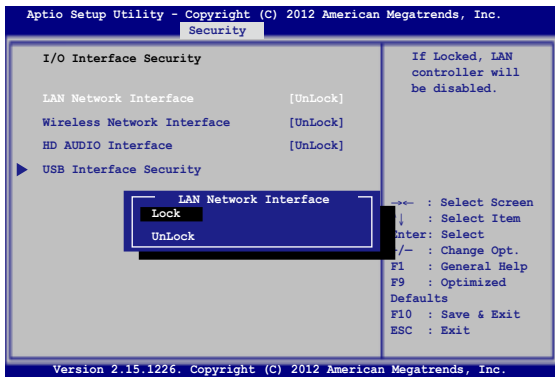 Aptio Setup Utility - Copyright (C) 2012 American Megatrends, Inc.
Security
I/O Interface Security
LAN Network Interface [UnLock]
Wireless Network Interface [UnLock]
HD AUDIO Interface [UnLock]
USB Interface Security
If Locked, LAN
controller will
be disabled.
LAN Network Interface
Lock
UnLock
→← : Select Screen
↓ : Select Item
Enter: Select
/— : Change Opt.
F1 : General Help
F9 : Optimized
Defaults
F10 : Save & Exit
ESC : Exit
Version 2.15.1226. Copyright (C) 2012 American Megatrends, Inc.